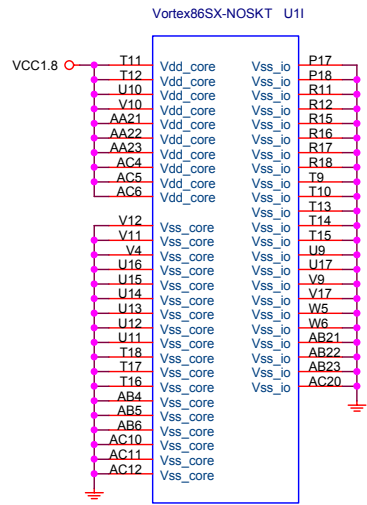 Vortex86SX-NOSKT U1I
VCC1.8 T11 Vdd_core Vss_io P17
T12 Vdd_core Vss_io P18
U10 Vdd_core Vss_io R11
V10 Vdd_core Vss_io R12
AA21 Vdd_core Vss_io R15
AA22 Vdd_core Vss_io R16
AA23 Vdd_core Vss_io R17
AC4 Vdd_core Vss_io R18
AC5 Vdd_core Vss_io T9
AC6 Vdd_core Vss_io T10
Vss_io T13
V12 Vss_core Vss_io T14
V11 Vss_core Vss_io T15
V4 Vss_core Vss_io U9
U16 Vss_core Vss_io U17
U15 Vss_core Vss_io V9
U14 Vss_core Vss_io V17
U13 Vss_core Vss_io W5
U12 Vss_core Vss_io W6
U11 Vss_core Vss_io AB21
T18 Vss_core Vss_io AB22
T17 Vss_core Vss_io AB23
T16 Vss_core Vss_io AC20
AB4 Vss_core
AB5 Vss_core
AB6 Vss_core
AC10 Vss_core
AC11 Vss_core
AC12 Vss_core